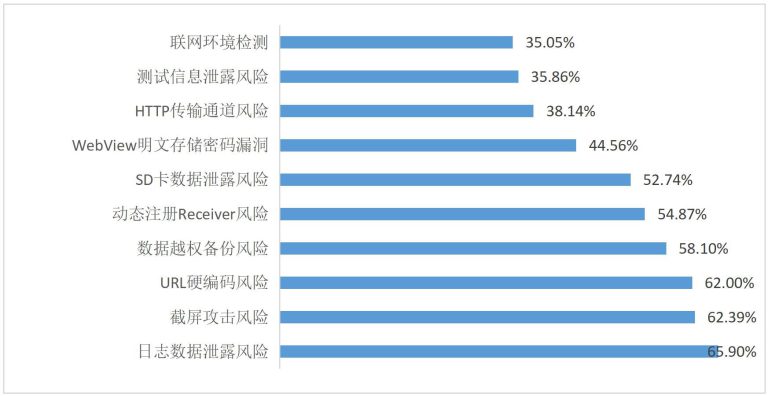 联网环境检测 35.05%
测试信息泄露风险 35.86%
HTTP传输通道风险 38.14%
WebView明文存储密码漏洞 44.56%
SD卡数据泄露风险 52.74%
动态注册Receiver风险 54.87%
数据越权备份风险 58.10%
URL硬编码风险 62.00%
截屏攻击风险 62.39%
日志数据泄露风险 65.90%